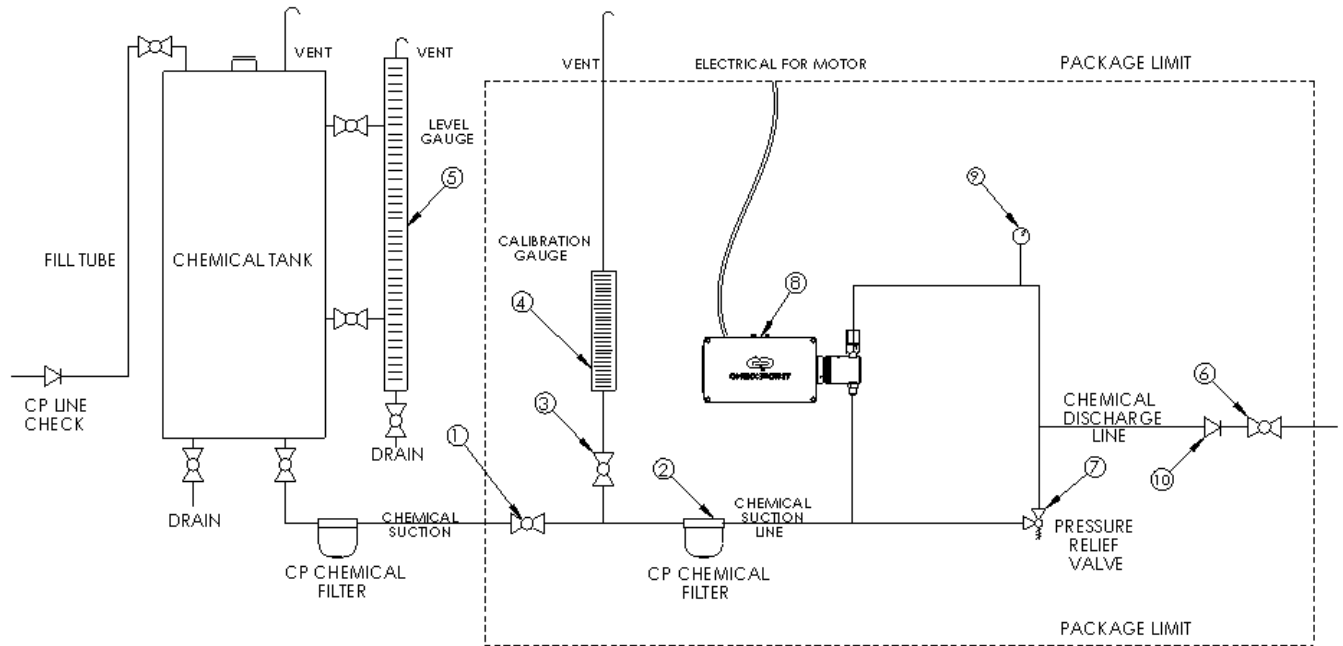 VENT
VENT
VENT
ELECTRICAL FOR MOTOR
PACKAGE LIMIT
LEVEL
GAUGE
5
9
FILL TUBE
CHEMICAL TANK
CALIBRATION
GAUGE
4
8
CHECKPOINT
CP LINE
CHECK
3
6
CHEMICAL
DISCHARGE
LINE
1
DRAIN
2
10
7
DRAIN
CHEMICAL
SUCTION
CHEMICAL
SUCTION
LINE
PRESSURE
RELIEF
VALVE
CP CHEMICAL
FILTER
CP CHEMICAL
FILTER
PACKAGE LIMIT